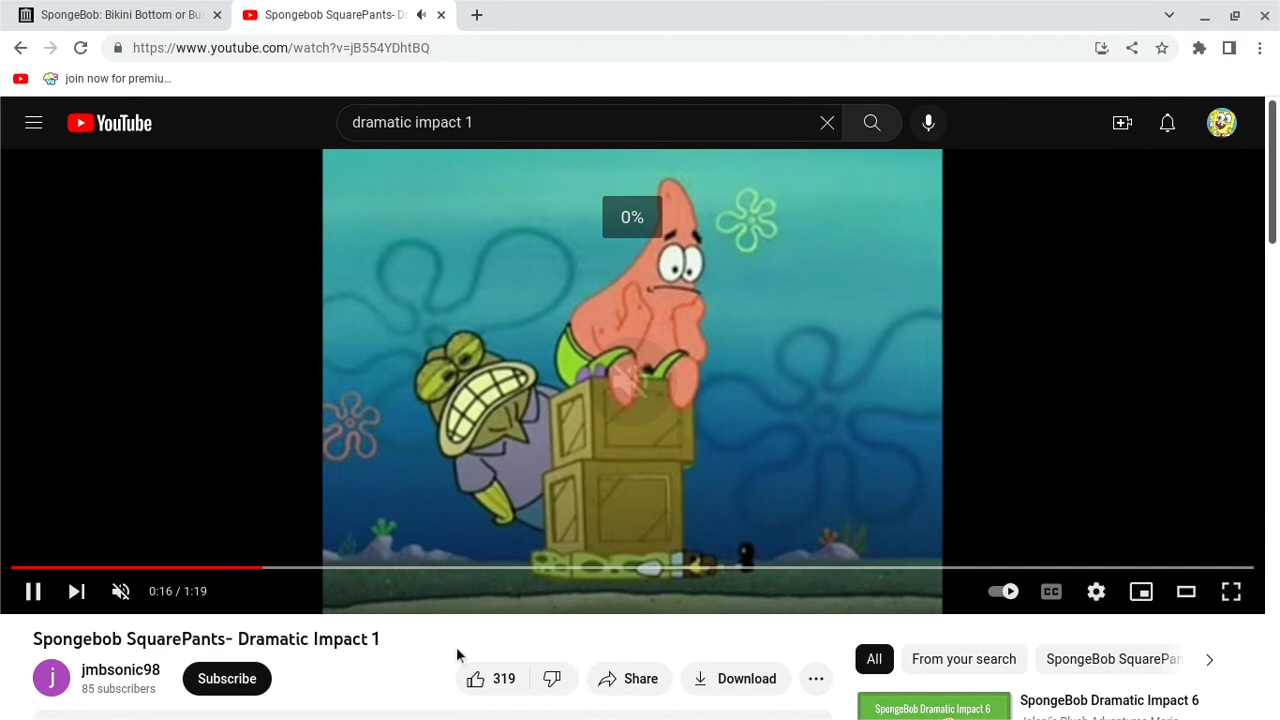 SpongeBob: Bikini Bottom or Bu
Spongebob SquarePants- D
https://www.youtube.com/watch?v=jB554YDhtBQ
join now for premiu...
YouTube
dramatic impact 1
0%
0:16 / 1:19
CC
Spongebob SquarePants- Dramatic Impact 1
j
jmbsonic98
85 subscribers
Subscribe
319
Share
Download
All
From your search
SpongeBob SquarePan
SpongeBob Dramatic Impact 6
SpongeBob Dramatic Impact 6